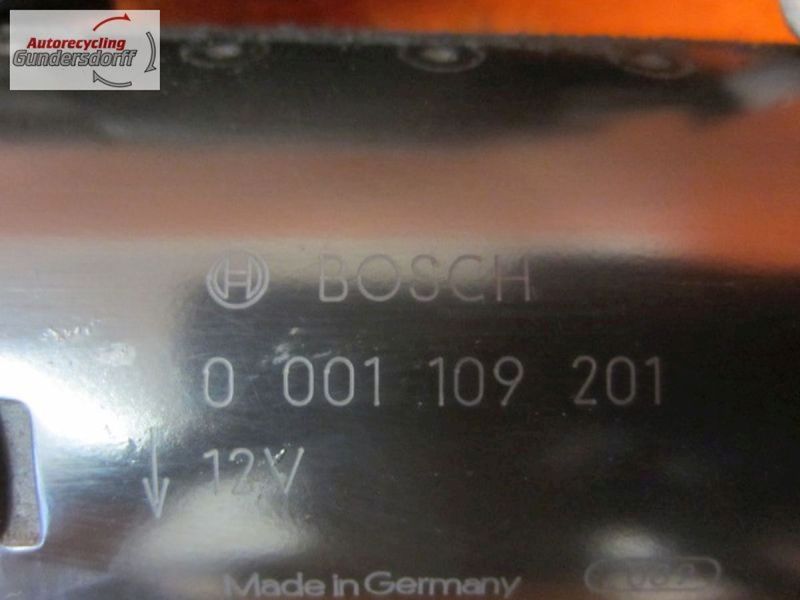 Autorecycling
Gundersdorff
BOSCH
0 001 109 201
12V
Made in Germany